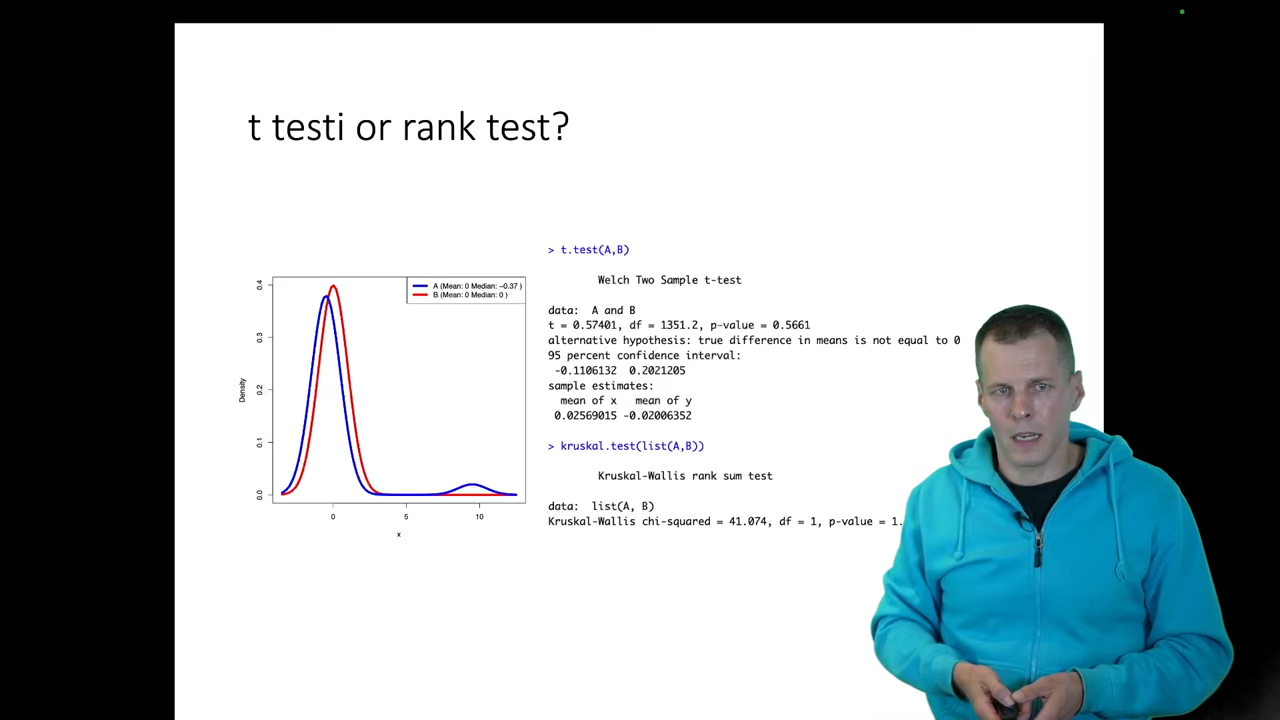 t testi or rank test?
> t.test(A,B)
Welch Two Sample t-test
data: A and B
t = 0.57401, df = 1351.2, p-value = 0.5661
alternative hypothesis: true difference in means is not equal to 0
95 percent confidence interval:
-0.1106132 0.2021205
sample estimates:
mean of x mean of y
0.02569015 -0.02006352
> kruskal.test(list(A,B))
Kruskal-Wallis rank sum test
data: list(A, B)
Kruskal-Wallis chi-squared = 41.074, df = 1, p-value = 1.
A (Mean: 0 Median: -0.37 )
B (Mean: 0 Median: 0 )
Density
0.4
0.3
0.2
0.1
0.0
0 5 10
x